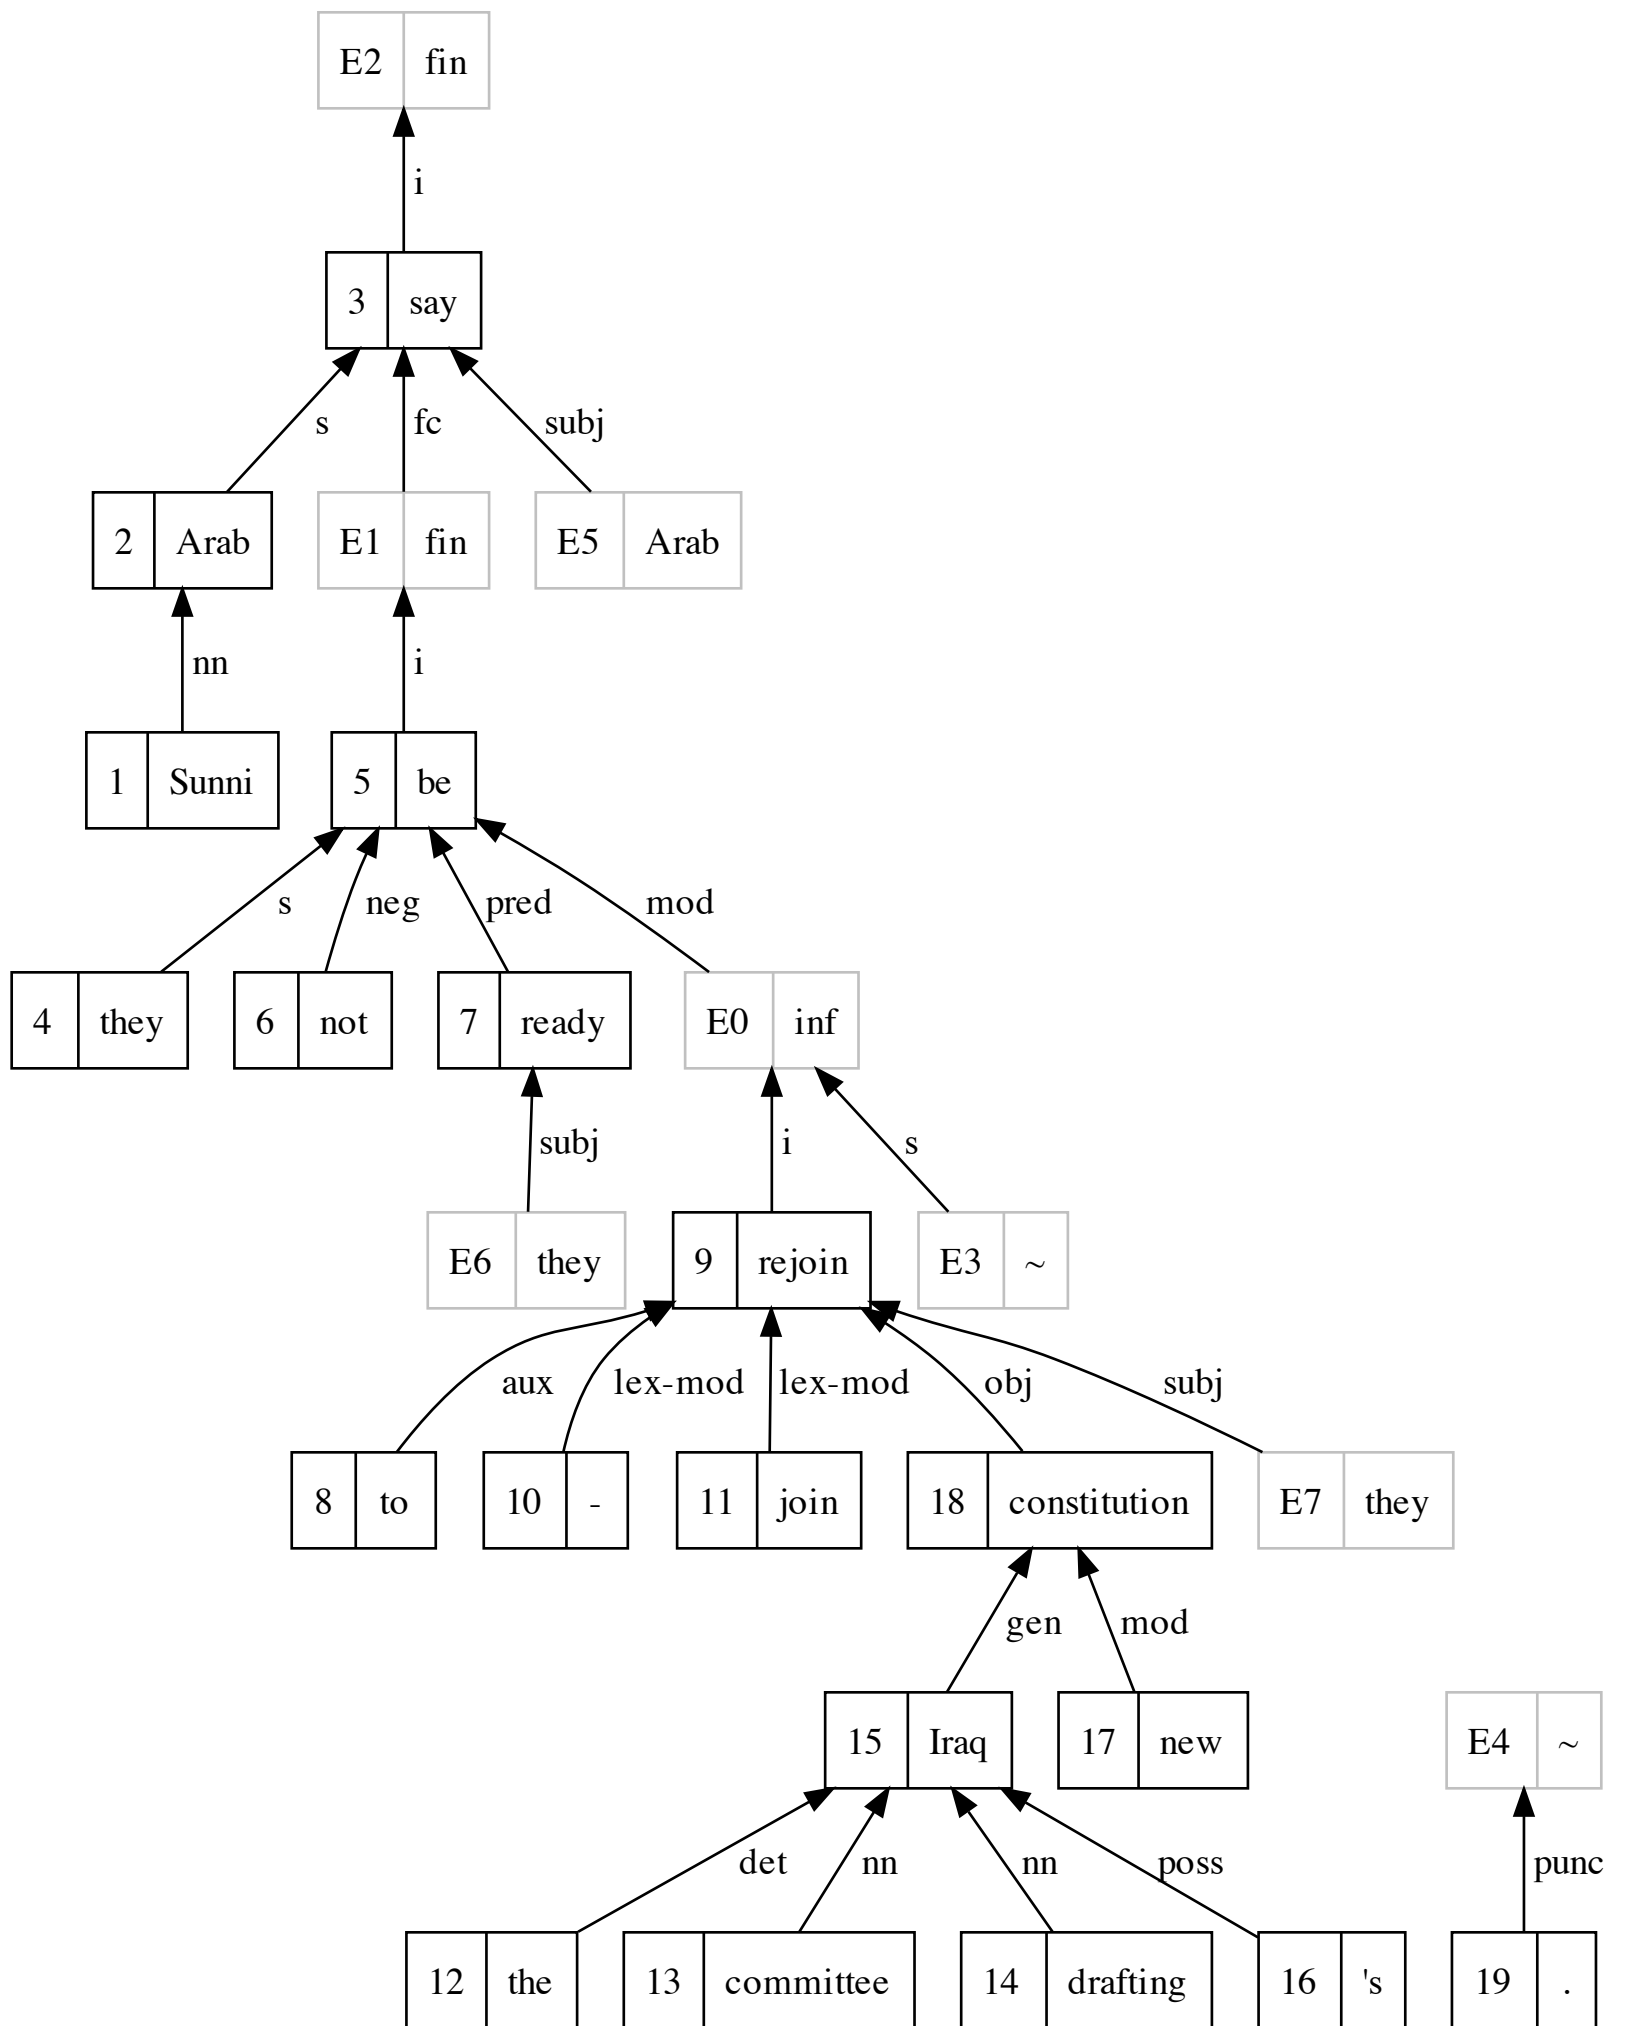 E2 fin
i
3 say
s fc subj
2 Arab E1 fin E5 Arab
nn i
1 Sunni 5 be
s neg pred mod
4 they 6 not 7 ready E0 inf
subj i s
E6 they 9 rejoin E3 ~
aux lex-mod lex-mod obj subj
8 to 10 - 11 join 18 constitution E7 they
gen mod
15 Iraq 17 new E4 ~
det nn nn poss punc
12 the 13 committee 14 drafting 16 's 19 .